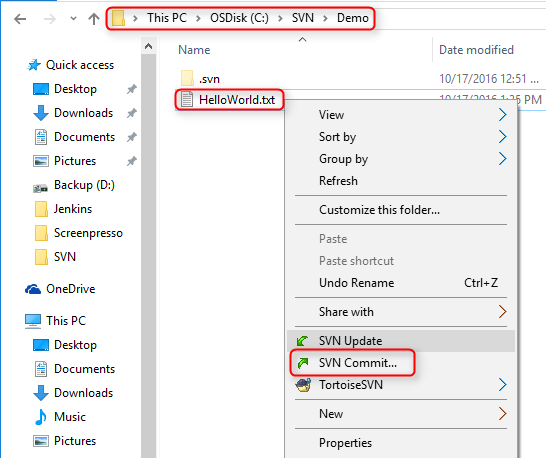 This PC > OSDisk (C:) > SVN > Demo
Name
Date modified
Quick access
Desktop
Downloads
Documents
Pictures
Backup (D:)
Jenkins
Screenpresso
SVN
OneDrive
This PC
Desktop
Documents
Downloads
Music
Pictures
.svn
10/17/2016 12:51 ...
HelloWorld.txt
10/17/2016 1:25 PM
View
Sort by
Group by
Refresh
Customize this folder...
Paste
Paste shortcut
Undo Rename Ctrl+Z
Share with
SVN Update
SVN Commit...
TortoiseSVN
New
Properties